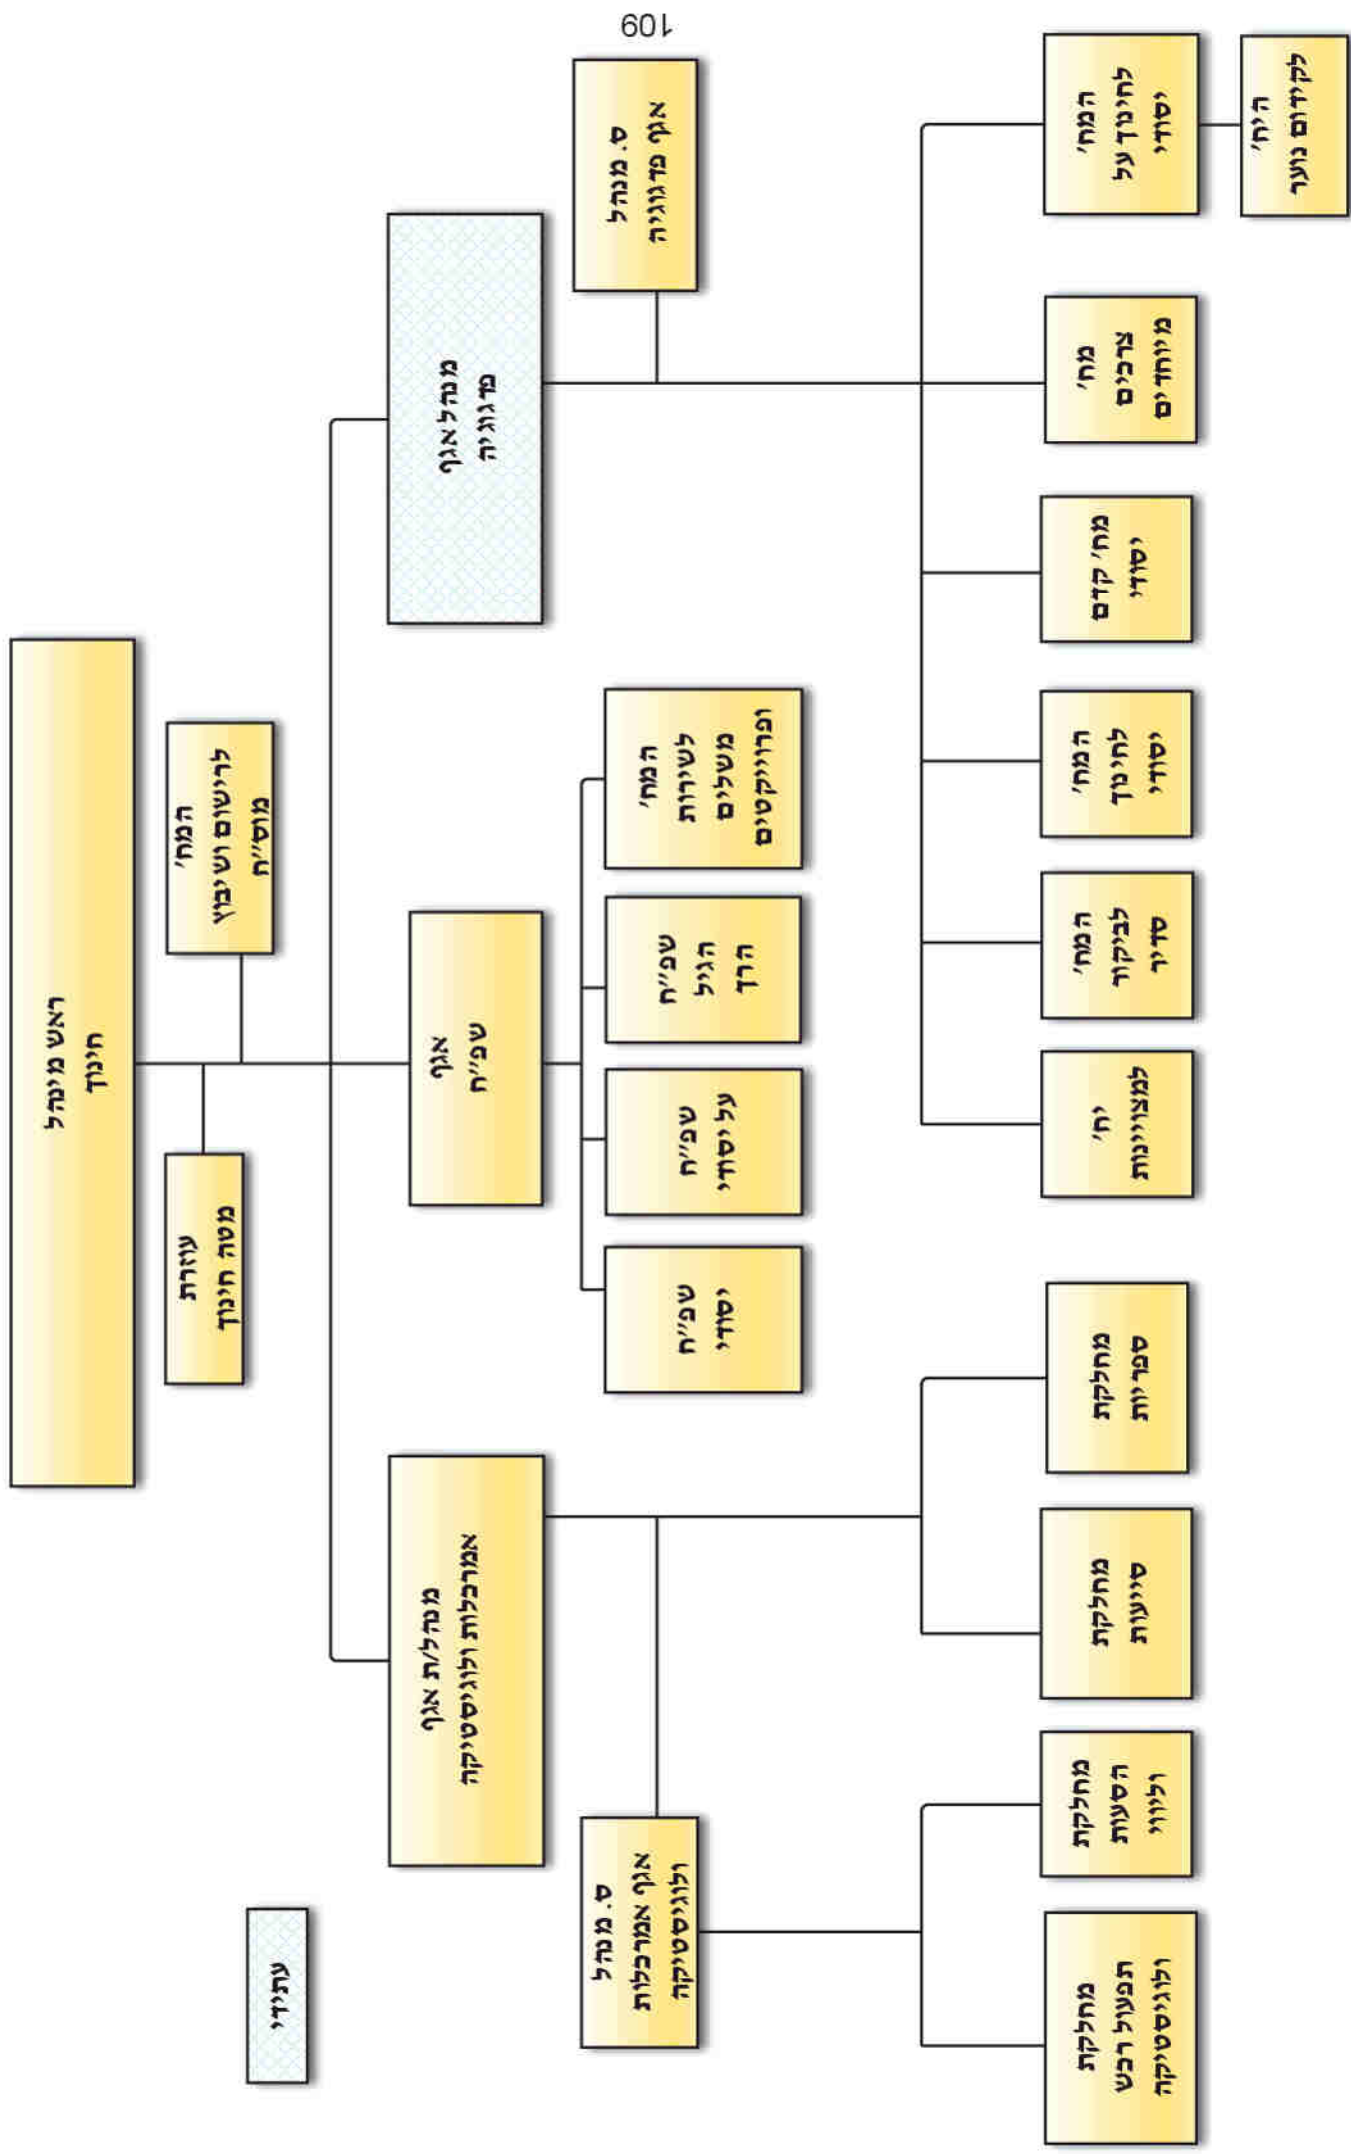 ראש מינהל
חינוך
המח'
לרישום ושיבוץ
מוסי"ח
עוזרת
מטה חינוך
עתידי
מנהל אגף
פדגוגיה
אגף
שפ"ח
מנהל/ת אגף
אמרכלות ולוגיסטיקה
ס. מנהל
אגף פדגוגיה
המח'
לשירות
משלים
ופרוייקטים
שפ"ח
הגיל
הרך
שפ"ח
על יסודי
שפ"ח
יסודי
ס. מנהל
אגף אמרכלות
ולוגיסטיקה
המח'
לחינוך על
יסודי
מח'
צרכים
מיוחדים
מח' קדם
יסודי
המח'
לחינוך
יסודי
המח'
לביקור
סדיר
יח'
למצויינות
מחלקת
ספריות
מחלקת
סייעות
מחלקת
הסעות
וליווי
מחלקת
תפעול רכש
ולוגיסטיקה
היח'
לקידום נוער
109